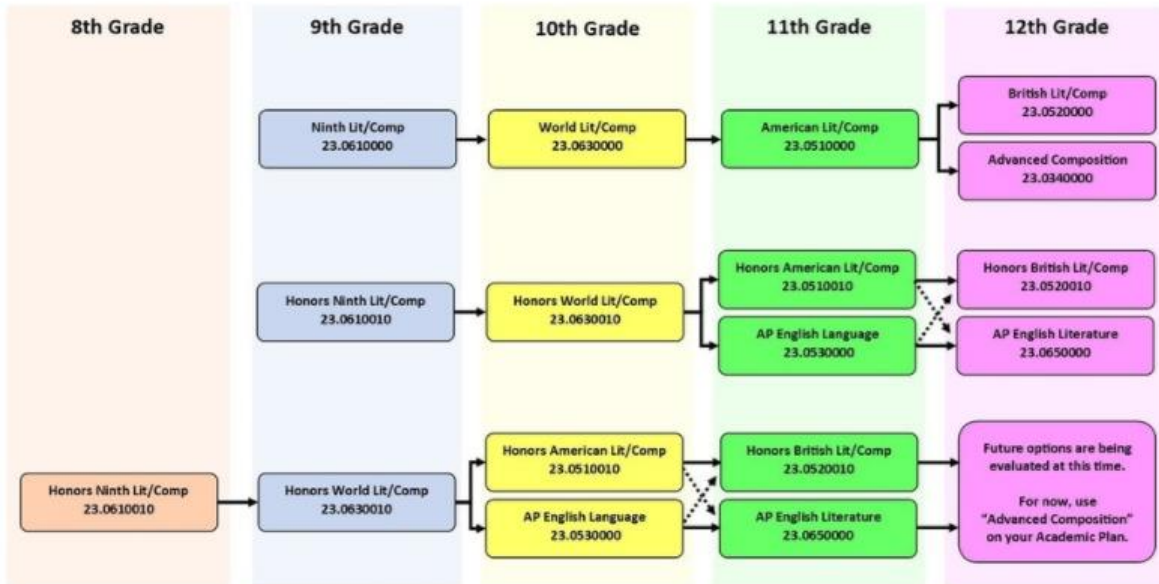 8th Grade
9th Grade
10th Grade
11th Grade
12th Grade
Ninth Lit/Comp
23.0610000
World Lit/Comp
23.0630000
American Lit/Comp
23.0510000
British Lit/Comp
23.0520000
Advanced Composition
23.0340000
Honors Ninth Lit/Comp
23.0610010
Honors World Lit/Comp
23.0630010
Honors American Lit/Comp
23.0510010
AP English Language
23.0530000
Honors British Lit/Comp
23.0520010
AP English Literature
23.0650000
Honors Ninth Lit/Comp
23.0610010
Honors World Lit/Comp
23.0630010
Honors American Lit/Comp
23.0510010
AP English Language
23.0530000
Honors British Lit/Comp
23.0520010
AP English Literature
23.0650000
Future options are being
evaluated at this time.
For now, use
"Advanced Composition"
on your Academic Plan.